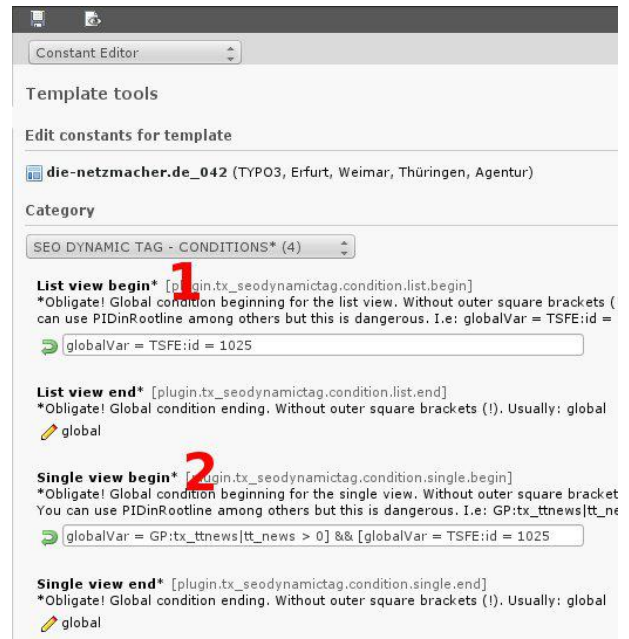 Constant Editor
Template tools
Edit constants for template
die-netzmacher.de_042 (TYPO3, Erfurt, Weimar, Thüringen, Agentur)
Category
SEO DYNAMIC TAG - CONDITIONS* (4)
1
List view begin* [plugin.tx_seodynamictag.condition.list.begin]
*Obligate! Global condition beginning for the list view. Without outer square brackets (
can use PIDinRootline among others but this is dangerous. I.e: globalVar = TSFE:id =
globalVar = TSFE:id = 1025
List view end* [plugin.tx_seodynamictag.condition.list.end]
*Obligate! Global condition ending. Without outer square brackets (!). Usually: global
global
2
Single view begin* [plugin.tx_seodynamictag.condition.single.begin]
*Obligate! Global condition beginning for the single view. Without outer square bracket
You can use PIDinRootline among others but this is dangerous. I.e: GP:tx_ttnews|tt_ne
globalVar = GP:tx_ttnews|tt_news > 0] && [globalVar = TSFE:id = 1025
Single view end* [plugin.tx_seodynamictag.condition.single.end]
*Obligate! Global condition ending. Without outer square brackets (!). Usually: global
global